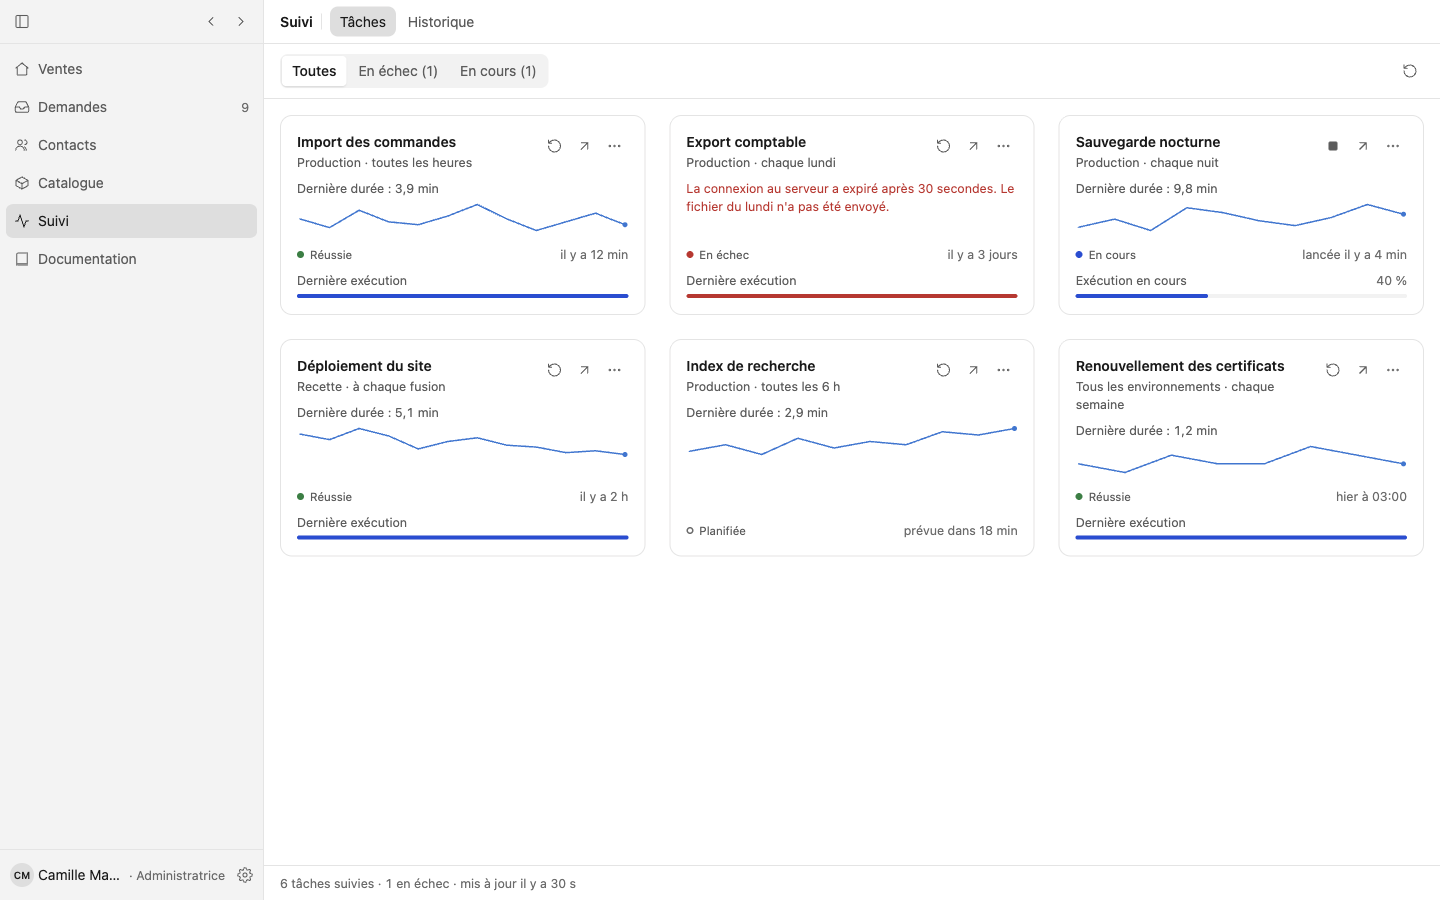 Ventes
Demandes 9
Contacts
Catalogue
Suivi
Documentation
CM Camille Ma... · Administratrice
Suivi Tâches Historique
Toutes En échec (1) En cours (1)
Import des commandes
Production · toutes les heures
Dernière durée : 3,9 min
Réussie il y a 12 min
Dernière exécution
Export comptable
Production · chaque lundi
La connexion au serveur a expiré après 30 secondes. Le
fichier du lundi n'a pas été envoyé.
En échec il y a 3 jours
Dernière exécution
Sauvegarde nocturne
Production · chaque nuit
Dernière durée : 9,8 min
En cours lancée il y a 4 min
Exécution en cours 40 %
Déploiement du site
Recette · à chaque fusion
Dernière durée : 5,1 min
Réussie il y a 2 h
Dernière exécution
Index de recherche
Production · toutes les 6 h
Dernière durée : 2,9 min
Planifiée prévue dans 18 min
Renouvellement des certificats
Tous les environnements · chaque
semaine
Dernière durée : 1,2 min
Réussie hier à 03:00
Dernière exécution
6 tâches suivies · 1 en échec · mis à jour il y a 30 s